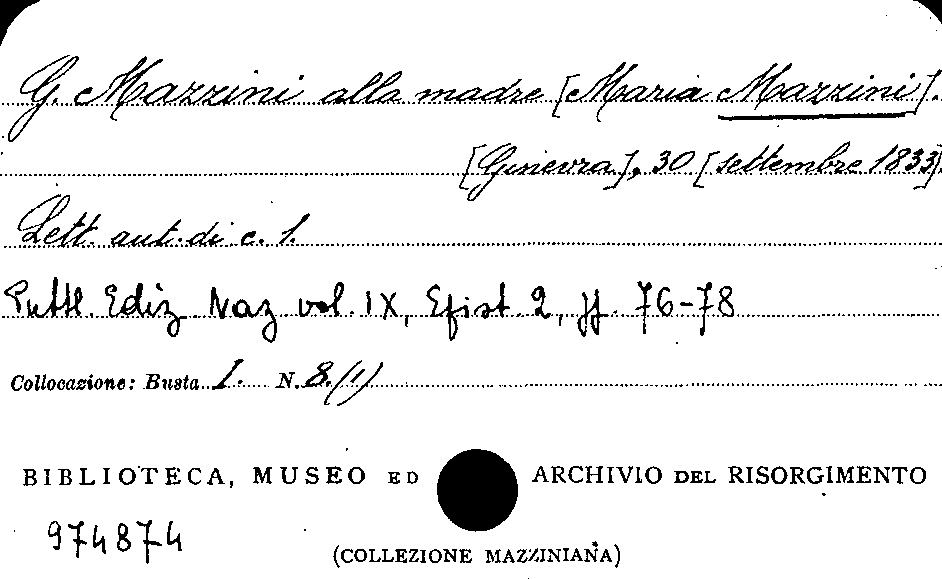 G. Mazzini alla madre [Maria Mazzini].
[Ginevra], 30 [settembre 1833].
Lett. aut. di c. 1.
Pubbl. Ediz. Naz. vol. IX, Epist. 2, pp. 76-78
Collocazione: Busta I. N. 8.(1)
BIBLIOTECA, MUSEO ED ARCHIVIO DEL RISORGIMENTO
974874
(COLLEZIONE MAZZINIANA)